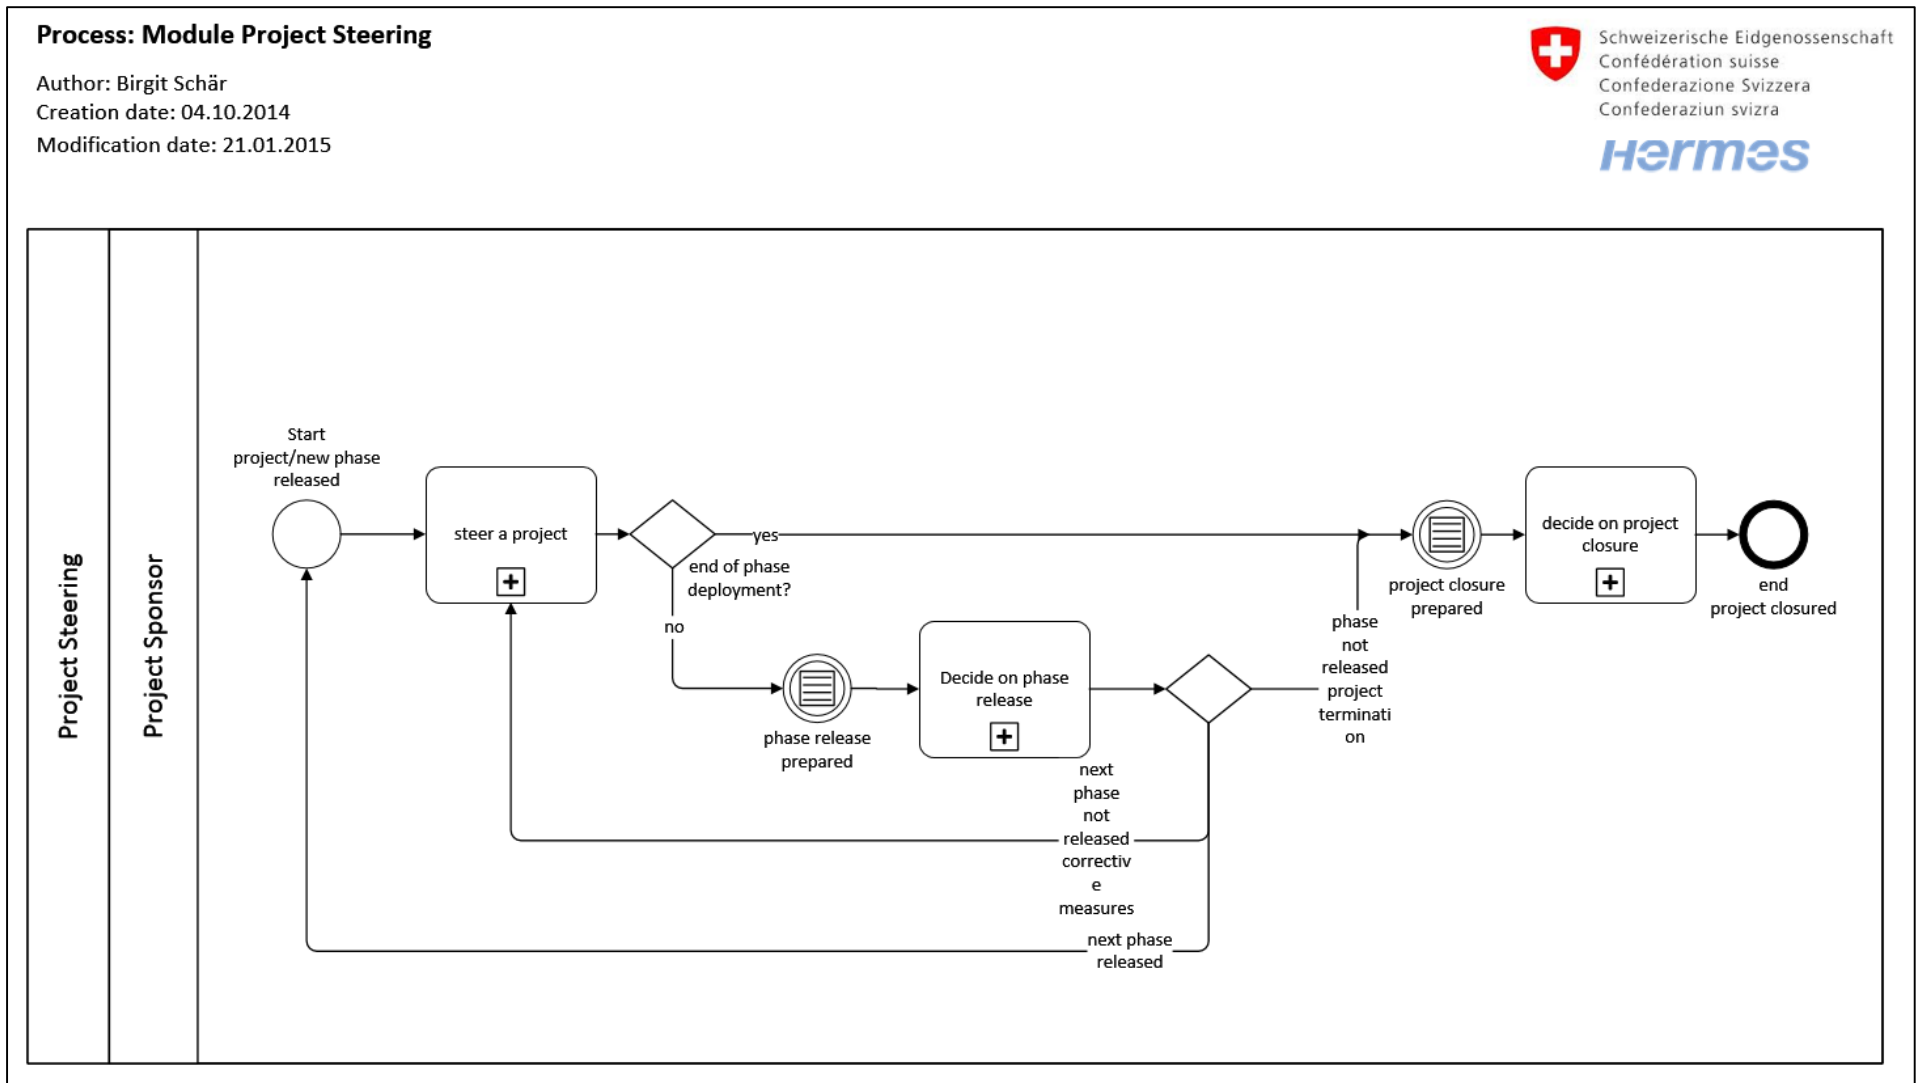 Process: Module Project Steering
Author: Birgit Schär
Creation date: 04.10.2014
Modification date: 21.01.2015
Schweizerische Eidgenossenschaft
Confédération suisse
Confederazione Svizzera
Confederaziun svizra
Hermes
Project Steering
Project Sponsor
Start
project/new phase
released
steer a project
yes
end of phase
deployment?
no
phase release
prepared
Decide on phase
release
next
phase
not
released
correctiv
e
measures
next phase
released
phase
not
released
project
terminati
on
project closure
prepared
decide on project
closure
end
project closured